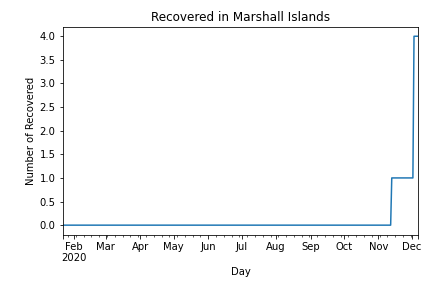 Recovered in Marshall Islands
Number of Recovered
4.0
3.5
3.0
2.5
2.0
1.5
1.0
0.5
0.0
Feb Mar Apr May Jun Jul Aug Sep Oct Nov Dec
2020
Day